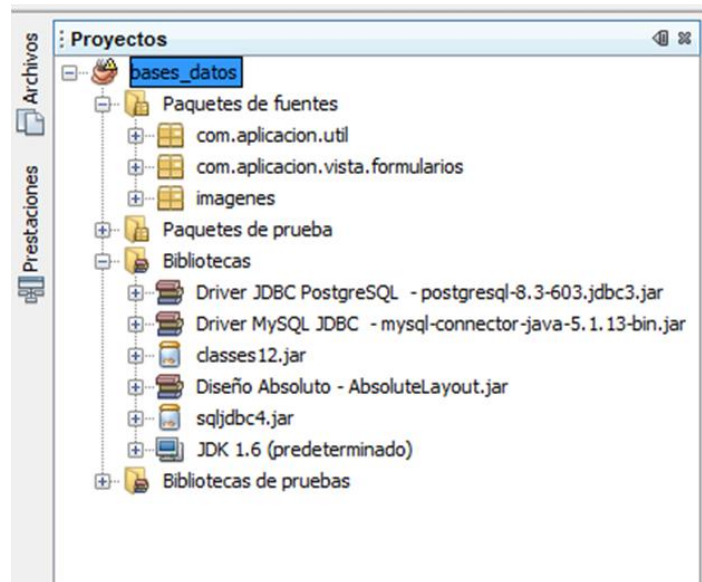 Archivos
Prestaciones
Proyectos
bases_datos
Paquetes de fuentes
com.aplicacion.util
com.aplicacion.vista.formularios
imagenes
Paquetes de prueba
Bibliotecas
Driver JDBC PostgreSQL - postgresql-8.3-603.jdbc3.jar
Driver MySQL JDBC - mysql-connector-java-5.1.13-bin.jar
classes12.jar
Diseño Absoluto - AbsoluteLayout.jar
sqljdbc4.jar
JDK 1.6 (predeterminado)
Bibliotecas de pruebas